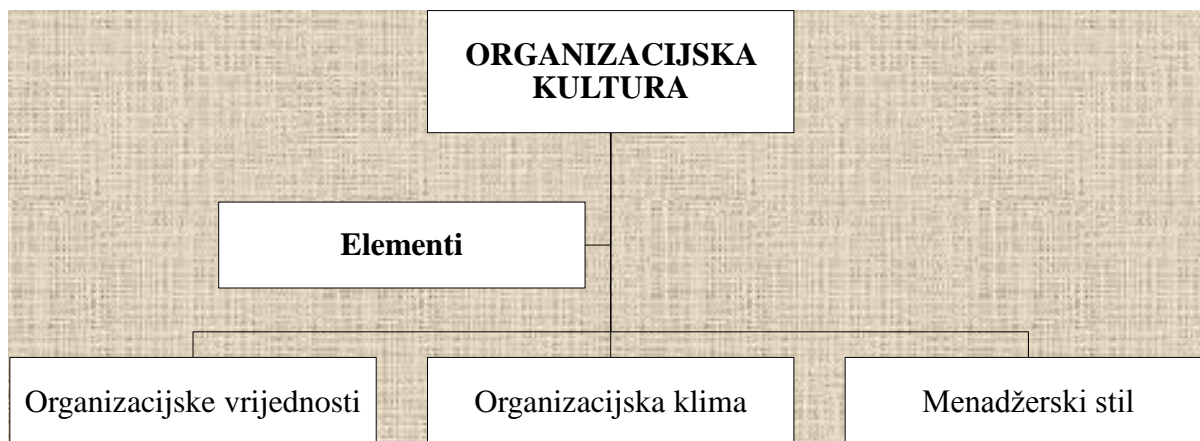 ORGANIZACIJSKA
KULTURA
Elementi
Organizacijske vrijednosti
Organizacijska klima
Menadžerski stil